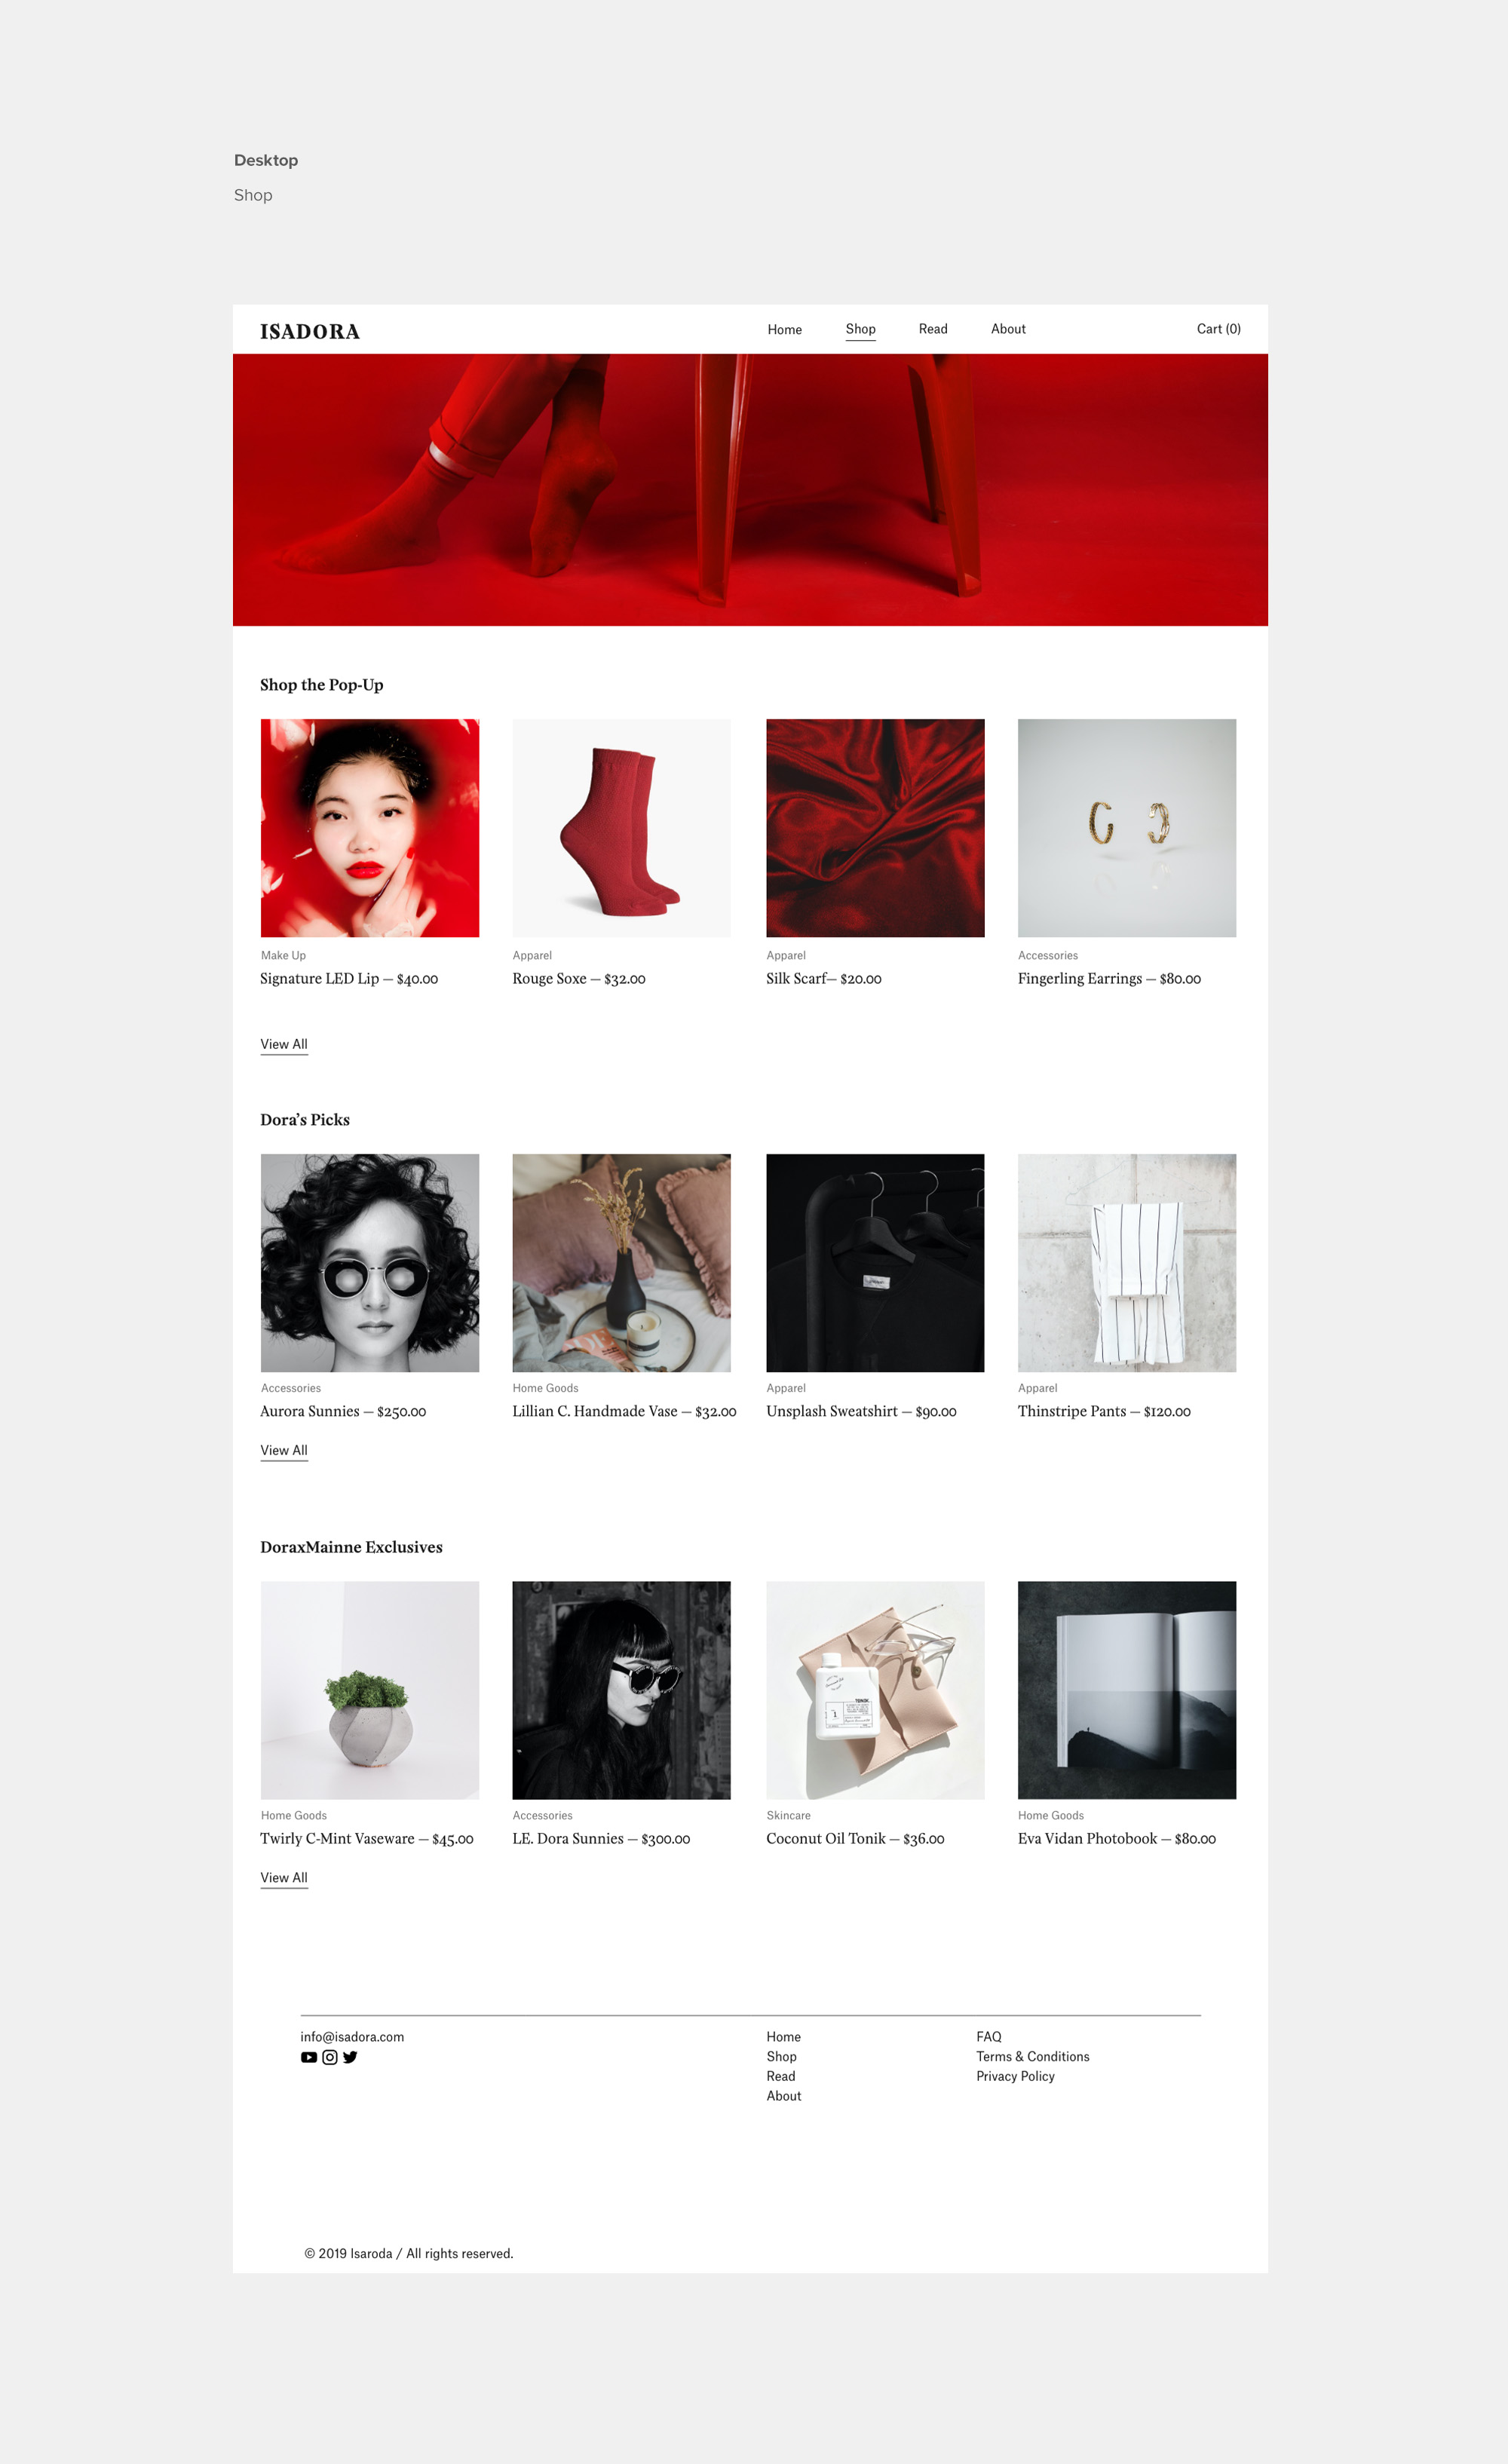 Desktop
Shop
ISADORA
Home Shop Read About Cart (0)
Shop the Pop-Up
Make Up
Signature LED Lip — $40.00
Apparel
Rouge Soxe — $32.00
Apparel
Silk Scarf— $20.00
Accessories
Fingerling Earrings — $80.00
View All
Dora’s Picks
Accessories
Aurora Sunnies — $250.00
Home Goods
Lillian C. Handmade Vase — $32.00
Apparel
Unsplash Sweatshirt — $90.00
Apparel
Thinstripe Pants — $120.00
View All
DoraxMainne Exclusives
Home Goods
Twirly C-Mint Vaseware — $45.00
Accessories
LE. Dora Sunnies — $300.00
TONIK
1
Skincare
Coconut Oil Tonik — $36.00
Home Goods
Eva Vidan Photobook — $80.00
View All
info@isadora.com
Home
Shop
Read
About
FAQ
Terms & Conditions
Privacy Policy
© 2019 Isaroda / All rights reserved.